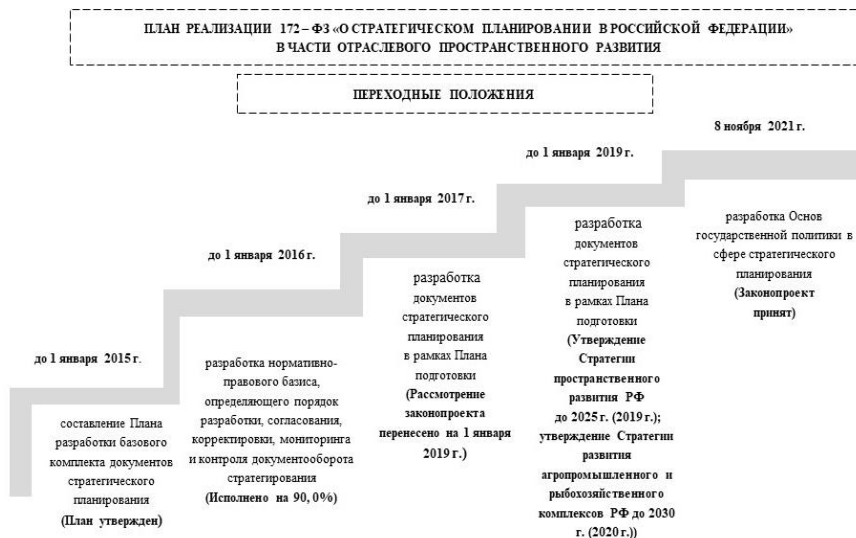 ПЛАН РЕАЛИЗАЦИИ 172 – ФЗ «О СТРАТЕГИЧЕСКОМ ПЛАНИРОВАНИИ В РОССИЙСКОЙ ФЕДЕРАЦИИ»
В ЧАСТИ ОТРАСЛЕВОГО ПРОСТРАНСТВЕННОГО РАЗВИТИЯ
ПЕРЕХОДНЫЕ ПОЛОЖЕНИЯ
до 1 января 2015 г.
составление Плана
разработки базового
комплекта документов
стратегического
планирования
(План утвержден)
до 1 января 2016 г.
разработка нормативно-
правового базиса,
определяющего порядок
разработки, согласования,
корректировки, мониторинга
и контроля документооборота
стратегирования
(Исполнено на 90, 0%)
до 1 января 2017 г.
разработка
документов
стратегического
планирования
в рамках Плана
подготовки
(Рассмотрение
законопроекта
перенесено на 1 января
2019 г.)
до 1 января 2019 г.
разработка
документов
стратегического
планирования
в рамках Плана
подготовки
(Утверждение
Стратегии
пространственного
развития РФ
до 2025 г. (2019 г.);
утверждение Стратегии
развития
агропромышленного и
рыбохозяйственного
комплексов РФ до 2030
г. (2020 г.))
8 ноября 2021 г.
разработка Основ
государственной политики в
сфере стратегического
планирования
(Законопроект
принят)